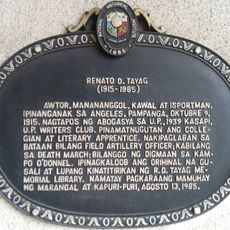 RENATO D. TAYAG
(1915-1985)
AWTOR, MANANANGGOL, KAWAL AT ISPORTMAN.
IPINANGANAK SA ANGELES, PAMPANGA, OKTUBRE 9,
1915. NAGTAPOS NG ABOGASYA SA U.P., 1939 KASAPI,
U.P. WRITERS CLUB. PINAMATNUGUTAN ANG COLLE-
GIAN AT LITERARY APPRENTICE. NAKIPAGLABAN SA
BATAAN BILANG FIELD ARTILLERY OFFICER; KABILANG
SA DEATH MARCH; BILANGGO NG DIGMAAN SA KAM-
PO O'DONNEL. IPINAGKALOOB ANG ORIHINAL NA GU-
SALI AT LUPANG KINATITIRIKAN NG R.D. TAYAG ME-
MORIAL LIBRARY. NAMATAY PAGKARAANG MAMUHAY
NG MARANGAL AT KAPURI-PURI, AGOSTO 13, 1985.